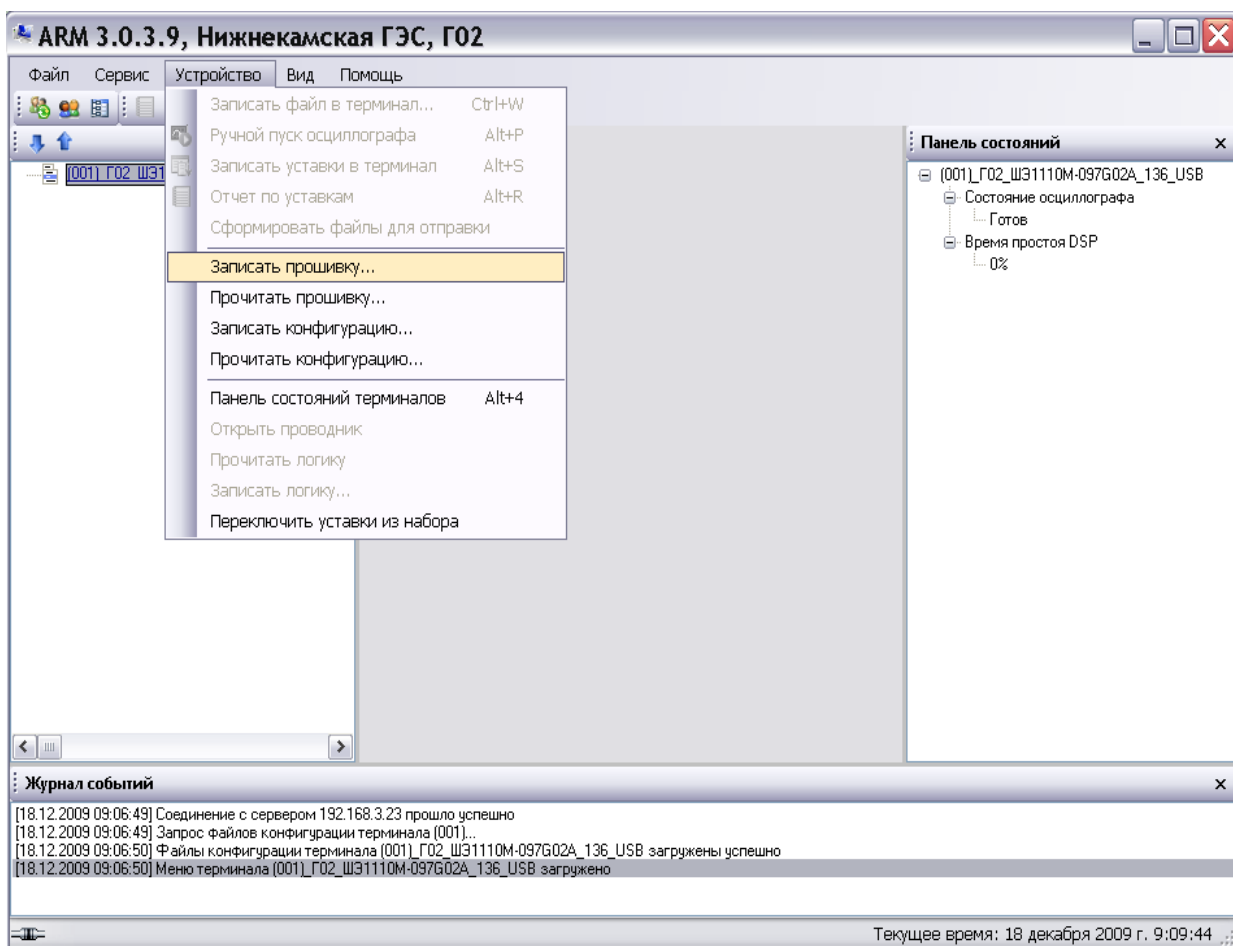 ARM 3.0.3.9, Нижнекамская ГЭС, Г02
Файл Сервис Устройство Вид Помощь
Записать файл в терминал... Ctrl+W
Ручной пуск осциллографа Alt+P
Записать уставки в терминал Alt+S
Отчет по уставкам Alt+R
Сформировать файлы для отправки
Записать прошивку...
Прочитать прошивку...
Записать конфигурацию...
Прочитать конфигурацию...
Панель состояний терминалов Alt+4
Открыть проводник
Прочитать логику
Записать логику...
Переключить уставки из набора
(001)_Г02_ШЭ1
Панель состояний
(001)_Г02_ШЭ1110М-097G02A_136_USB
Состояние осциллографа
Готов
Время простоя DSP
0%
Журнал событий
[18.12.2009 09:06:49] Соединение с сервером 192.168.3.23 прошло успешно
[18.12.2009 09:06:49] Запрос файлов конфигурации терминала (001)...
[18.12.2009 09:06:50] Файлы конфигурации терминала (001)_Г02_ШЭ1110М-097G02A_136_USB загружены успешно
[18.12.2009 09:06:50] Меню терминала (001)_Г02_ШЭ1110М-097G02A_136_USB загружено
Текущее время: 18 декабря 2009 г. 9:09:44